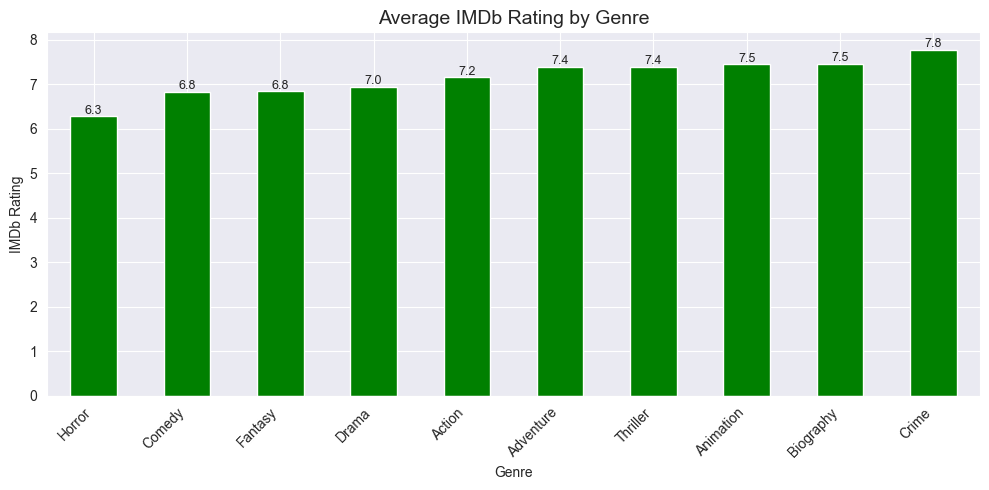 Average IMDb Rating by Genre
8
7
6
5
4
3
2
1
0
IMDb Rating
6.3
6.8
6.8
7.0
7.2
7.4
7.4
7.5
7.5
7.8
Horror
Comedy
Fantasy
Drama
Action
Adventure
Thriller
Animation
Biography
Crime
Genre